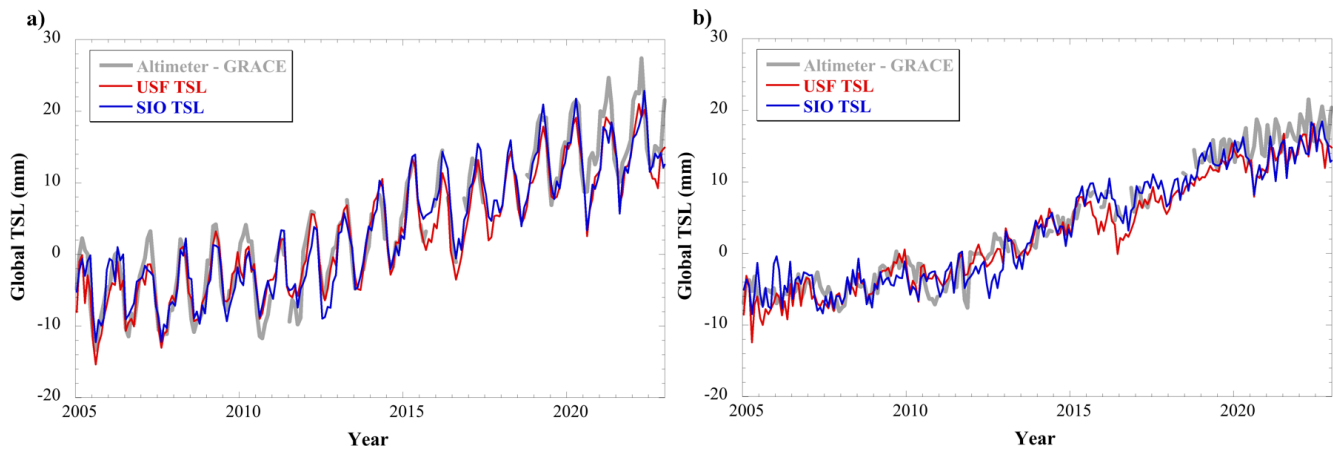 a)
30
20
10
0
-10
-20
Global TSL (mm)
Altimeter - GRACE
USF TSL
SIO TSL
2005
2010
2015
2020
Year
b)
30
20
10
0
-10
-20
Global TSL (mm)
Altimeter - GRACE
USF TSL
SIO TSL
2005
2010
2015
2020
Year